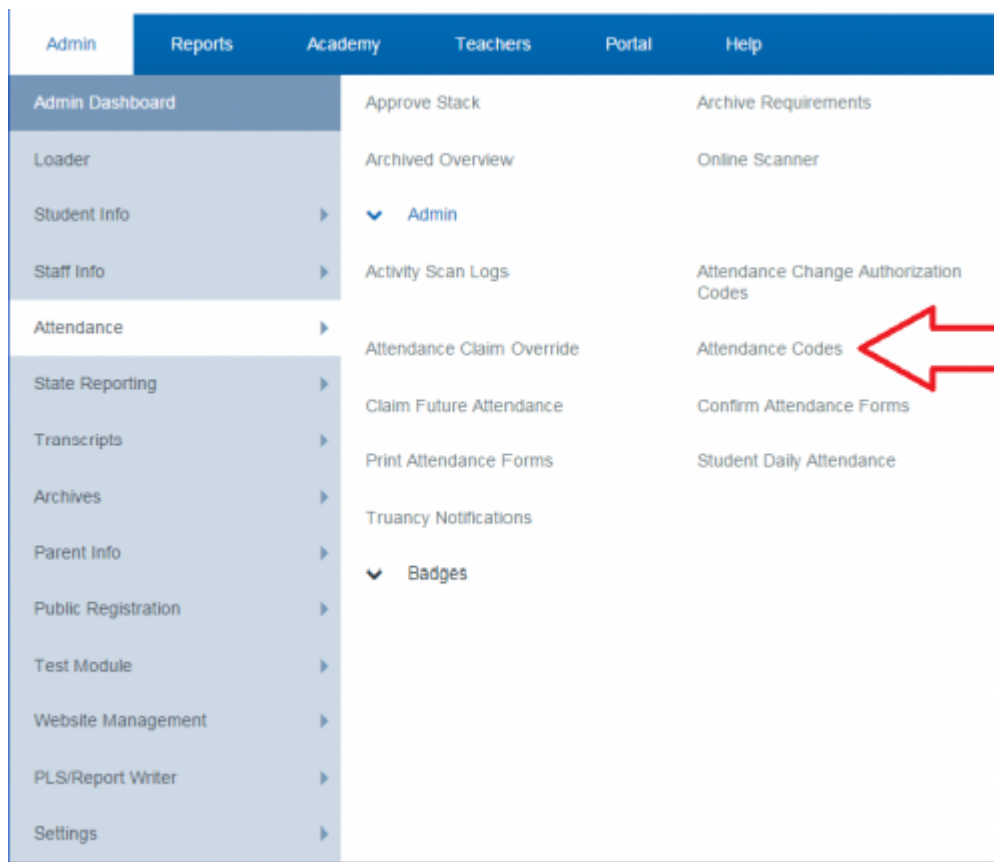 Admin Reports Academy Teachers Portal Help
Admin Dashboard
Loader
Student Info
Staff Info
Attendance
State Reporting
Transcripts
Archives
Parent Info
Public Registration
Test Module
Website Management
PLS/Report Writer
Settings
Approve Stack Archive Requirements
Archived Overview Online Scanner
Admin
Activity Scan Logs Attendance Change Authorization
Codes
Attendance Claim Override Attendance Codes
Claim Future Attendance Confirm Attendance Forms
Print Attendance Forms Student Daily Attendance
Truancy Notifications
Badges